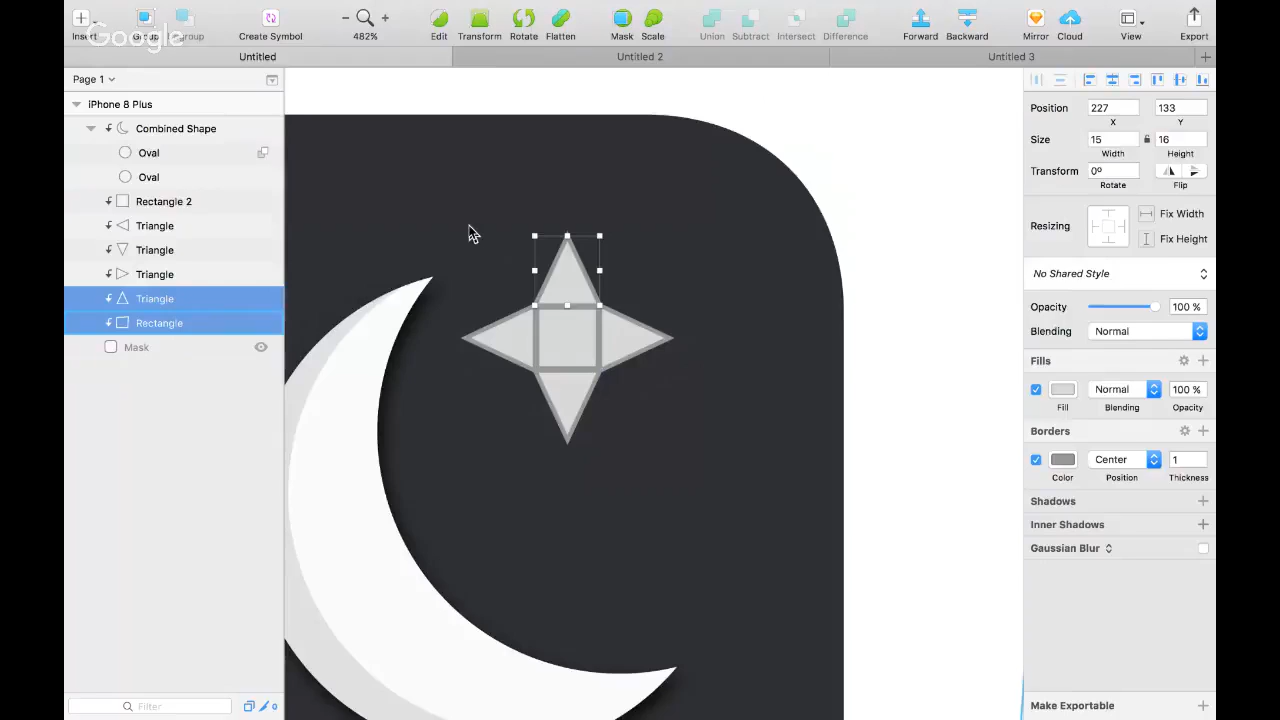 Insert
Group
Ungroup
Create Symbol
482%
Edit
Transform
Rotate
Flatten
Mask
Scale
Union
Subtract
Intersect
Difference
Forward
Backward
Mirror
Cloud
View
Export
Google
Untitled
Untitled 2
Untitled 3
Page 1
iPhone 8 Plus
Combined Shape
Oval
Oval
Rectangle 2
Triangle
Triangle
Triangle
Triangle
Rectangle
Mask
Filter
0
Position 227 133
X Y
Size 15 16
Width Height
Transform 0º
Rotate Flip
Resizing Fix Width
Fix Height
No Shared Style
Opacity 100 %
Blending Normal
Fills
Normal 100 %
Fill Blending Opacity
Borders
Center 1
Color Position Thickness
Shadows
Inner Shadows
Gaussian Blur
Make Exportable